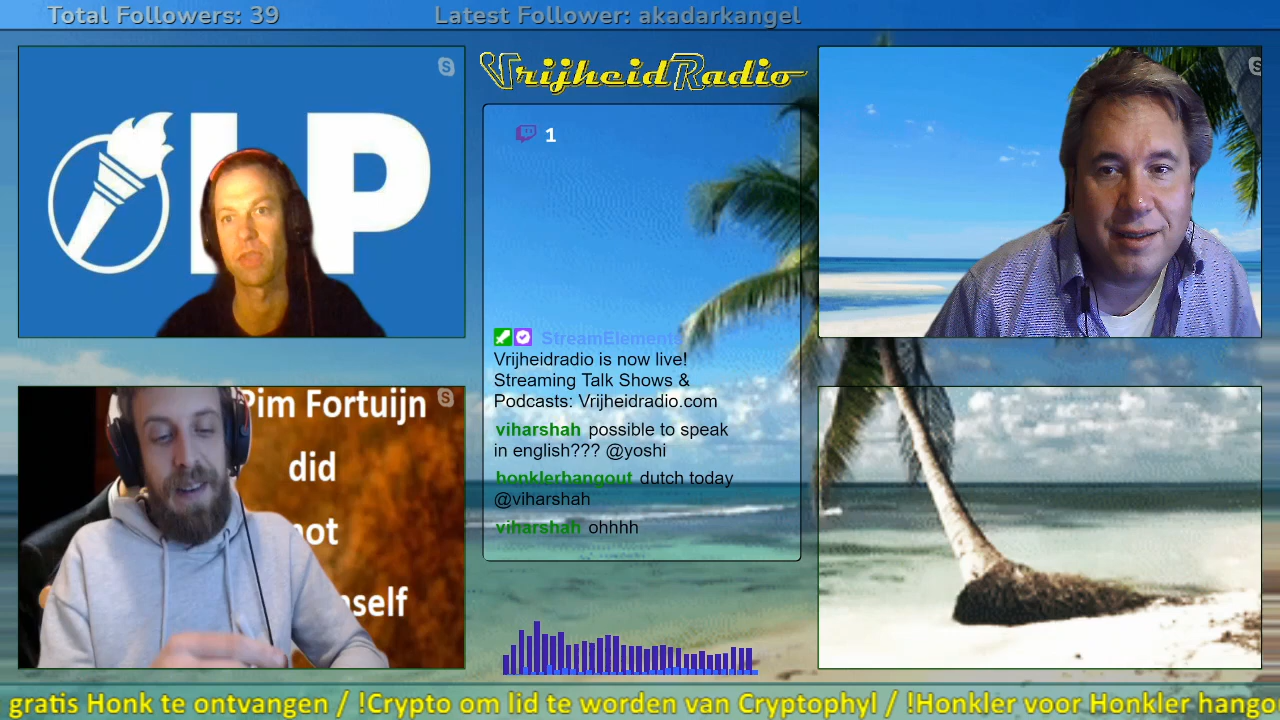 Total Followers: 39
Latest Follower: akadarkangel
VrijheidRadio
LP
1
StreamElements
Vrijheidradio is now live!
Streaming Talk Shows &
Podcasts: Vrijheidradio.com
viharshah possible to speak
in english??? @yoshi
honklerhangout dutch today
@viharshah
viharshah ohhhh
Pim Fortuijn
did
not
gratis Honk te ontvangen / !Crypto om lid te worden van Cryptophyl / !Honkler voor Honkler hango